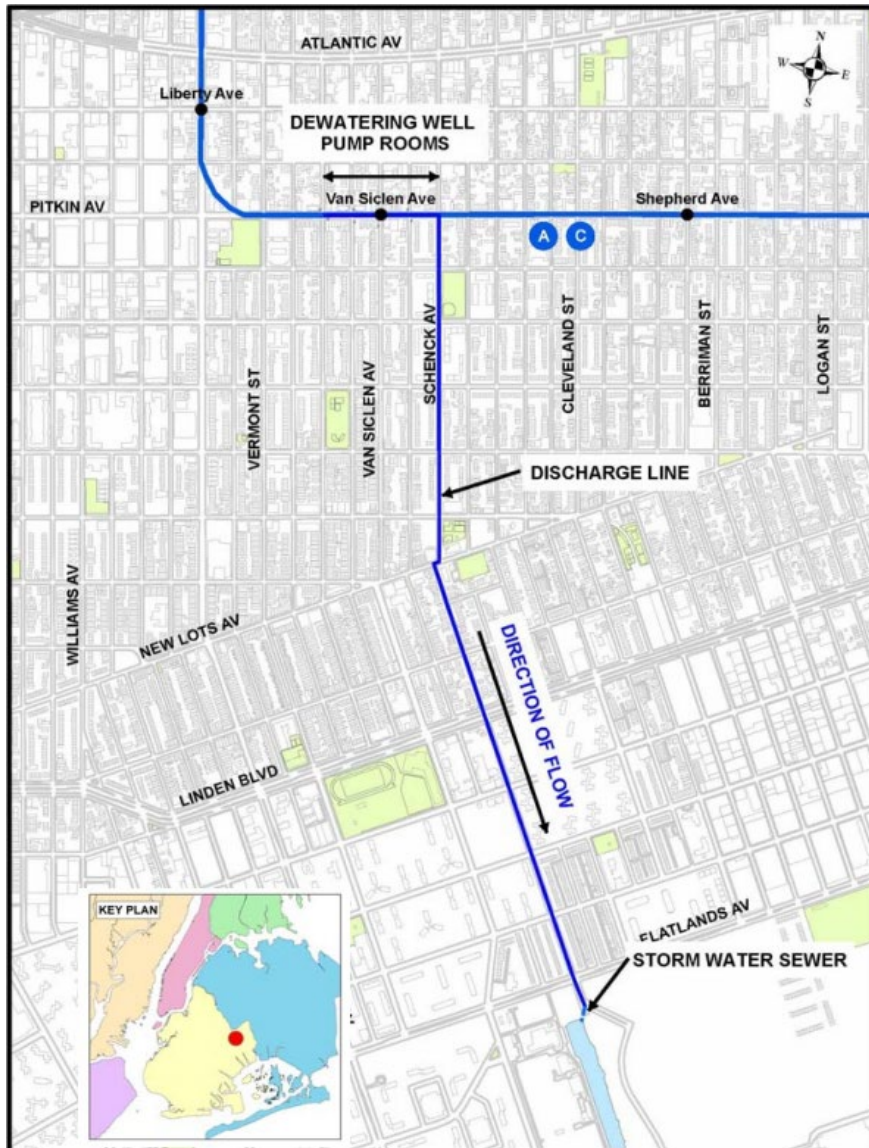 ATLANTIC AV
N
W
E
S
Liberty Ave
DEWATERING WELL
PUMP ROOMS
Van Siclen Ave
Shepherd Ave
PITKIN AV
A
C
VERMONT ST
VAN SICLEN AV
SCHENCK AV
CLEVELAND ST
BERRIMAN ST
LOGAN ST
DISCHARGE LINE
WILLIAMS AV
NEW LOTS AV
DIRECTION OF FLOW
LINDEN BLVD
KEY PLAN
FLATLANDS AV
STORM WATER SEWER